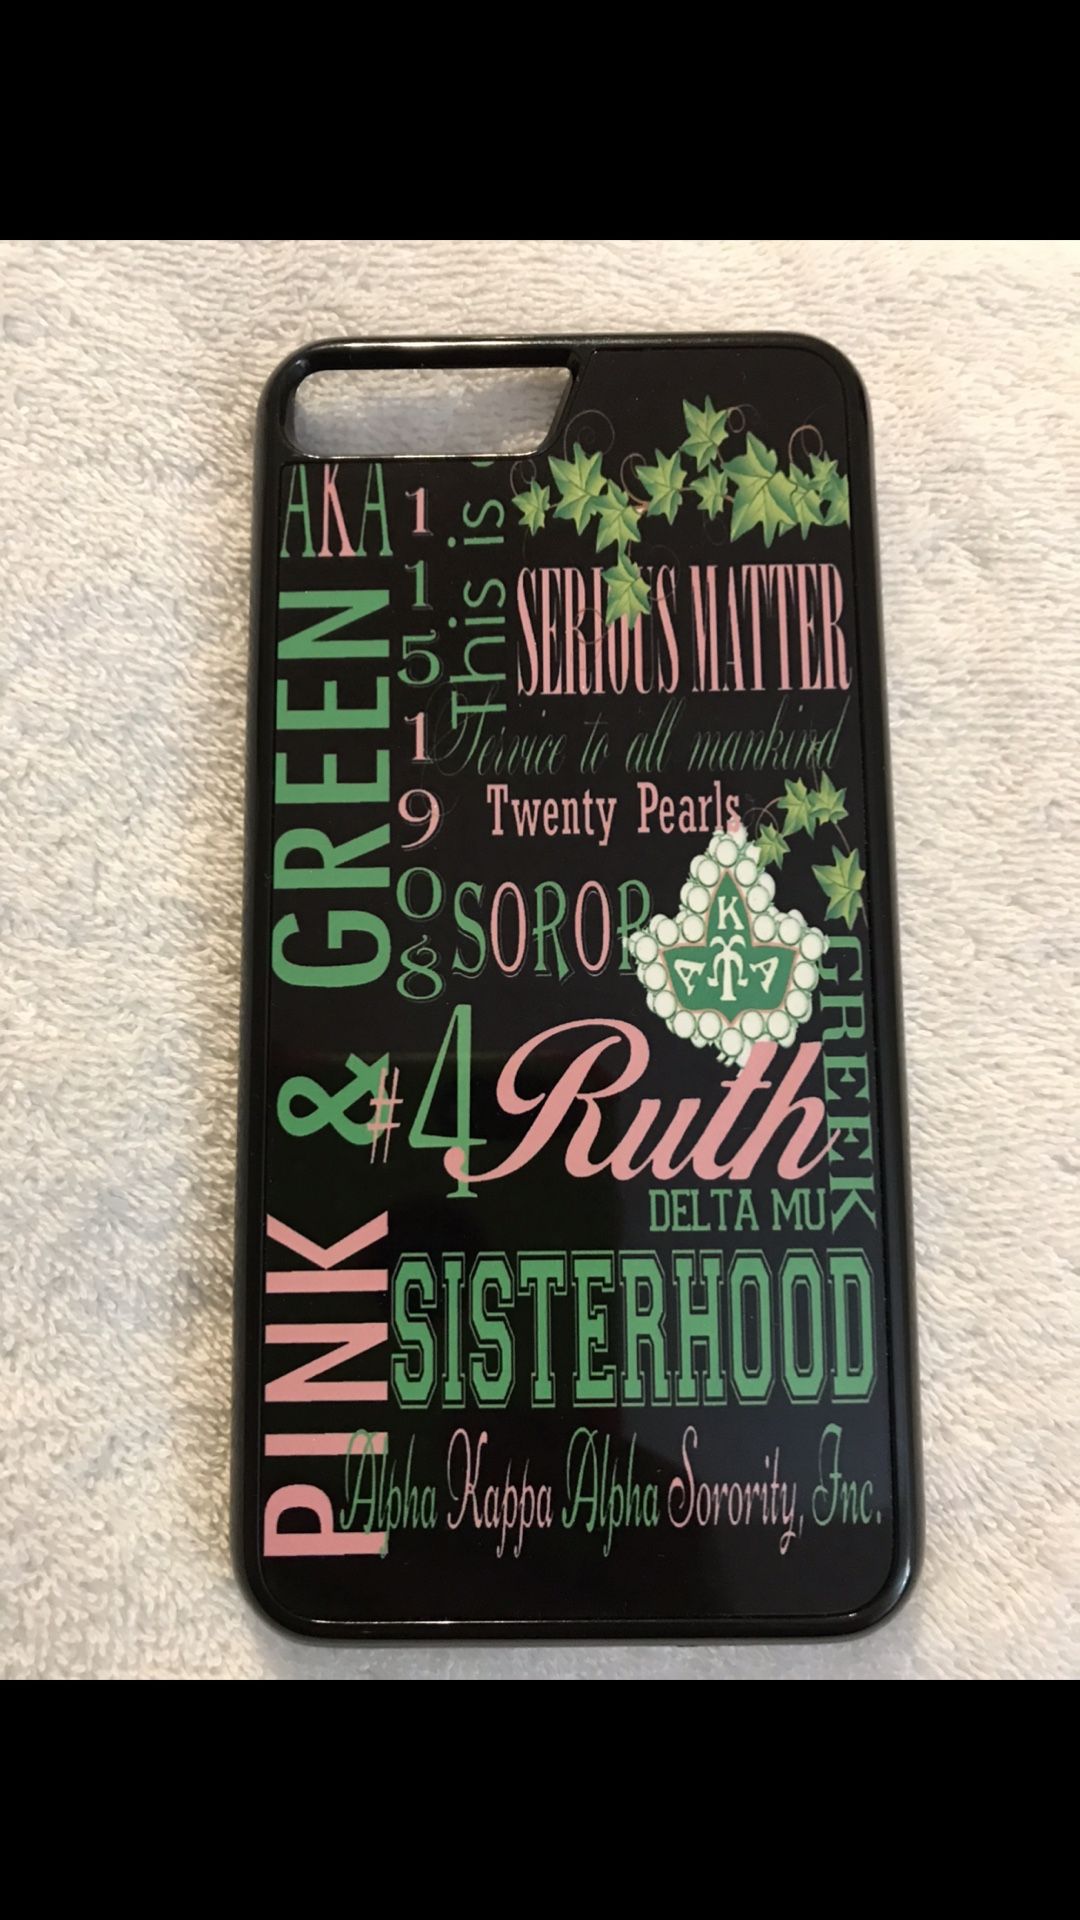 AKA
1
1
5
1
9
0
8
This is
SERIOUS MATTER
Service to all mankind
Twenty Pearls
SOROR
K
A A
#4 Ruth
DELTA MU
GREEK
PINK & GREEN
SISTERHOOD
Alpha Kappa Alpha Sorority, Inc.